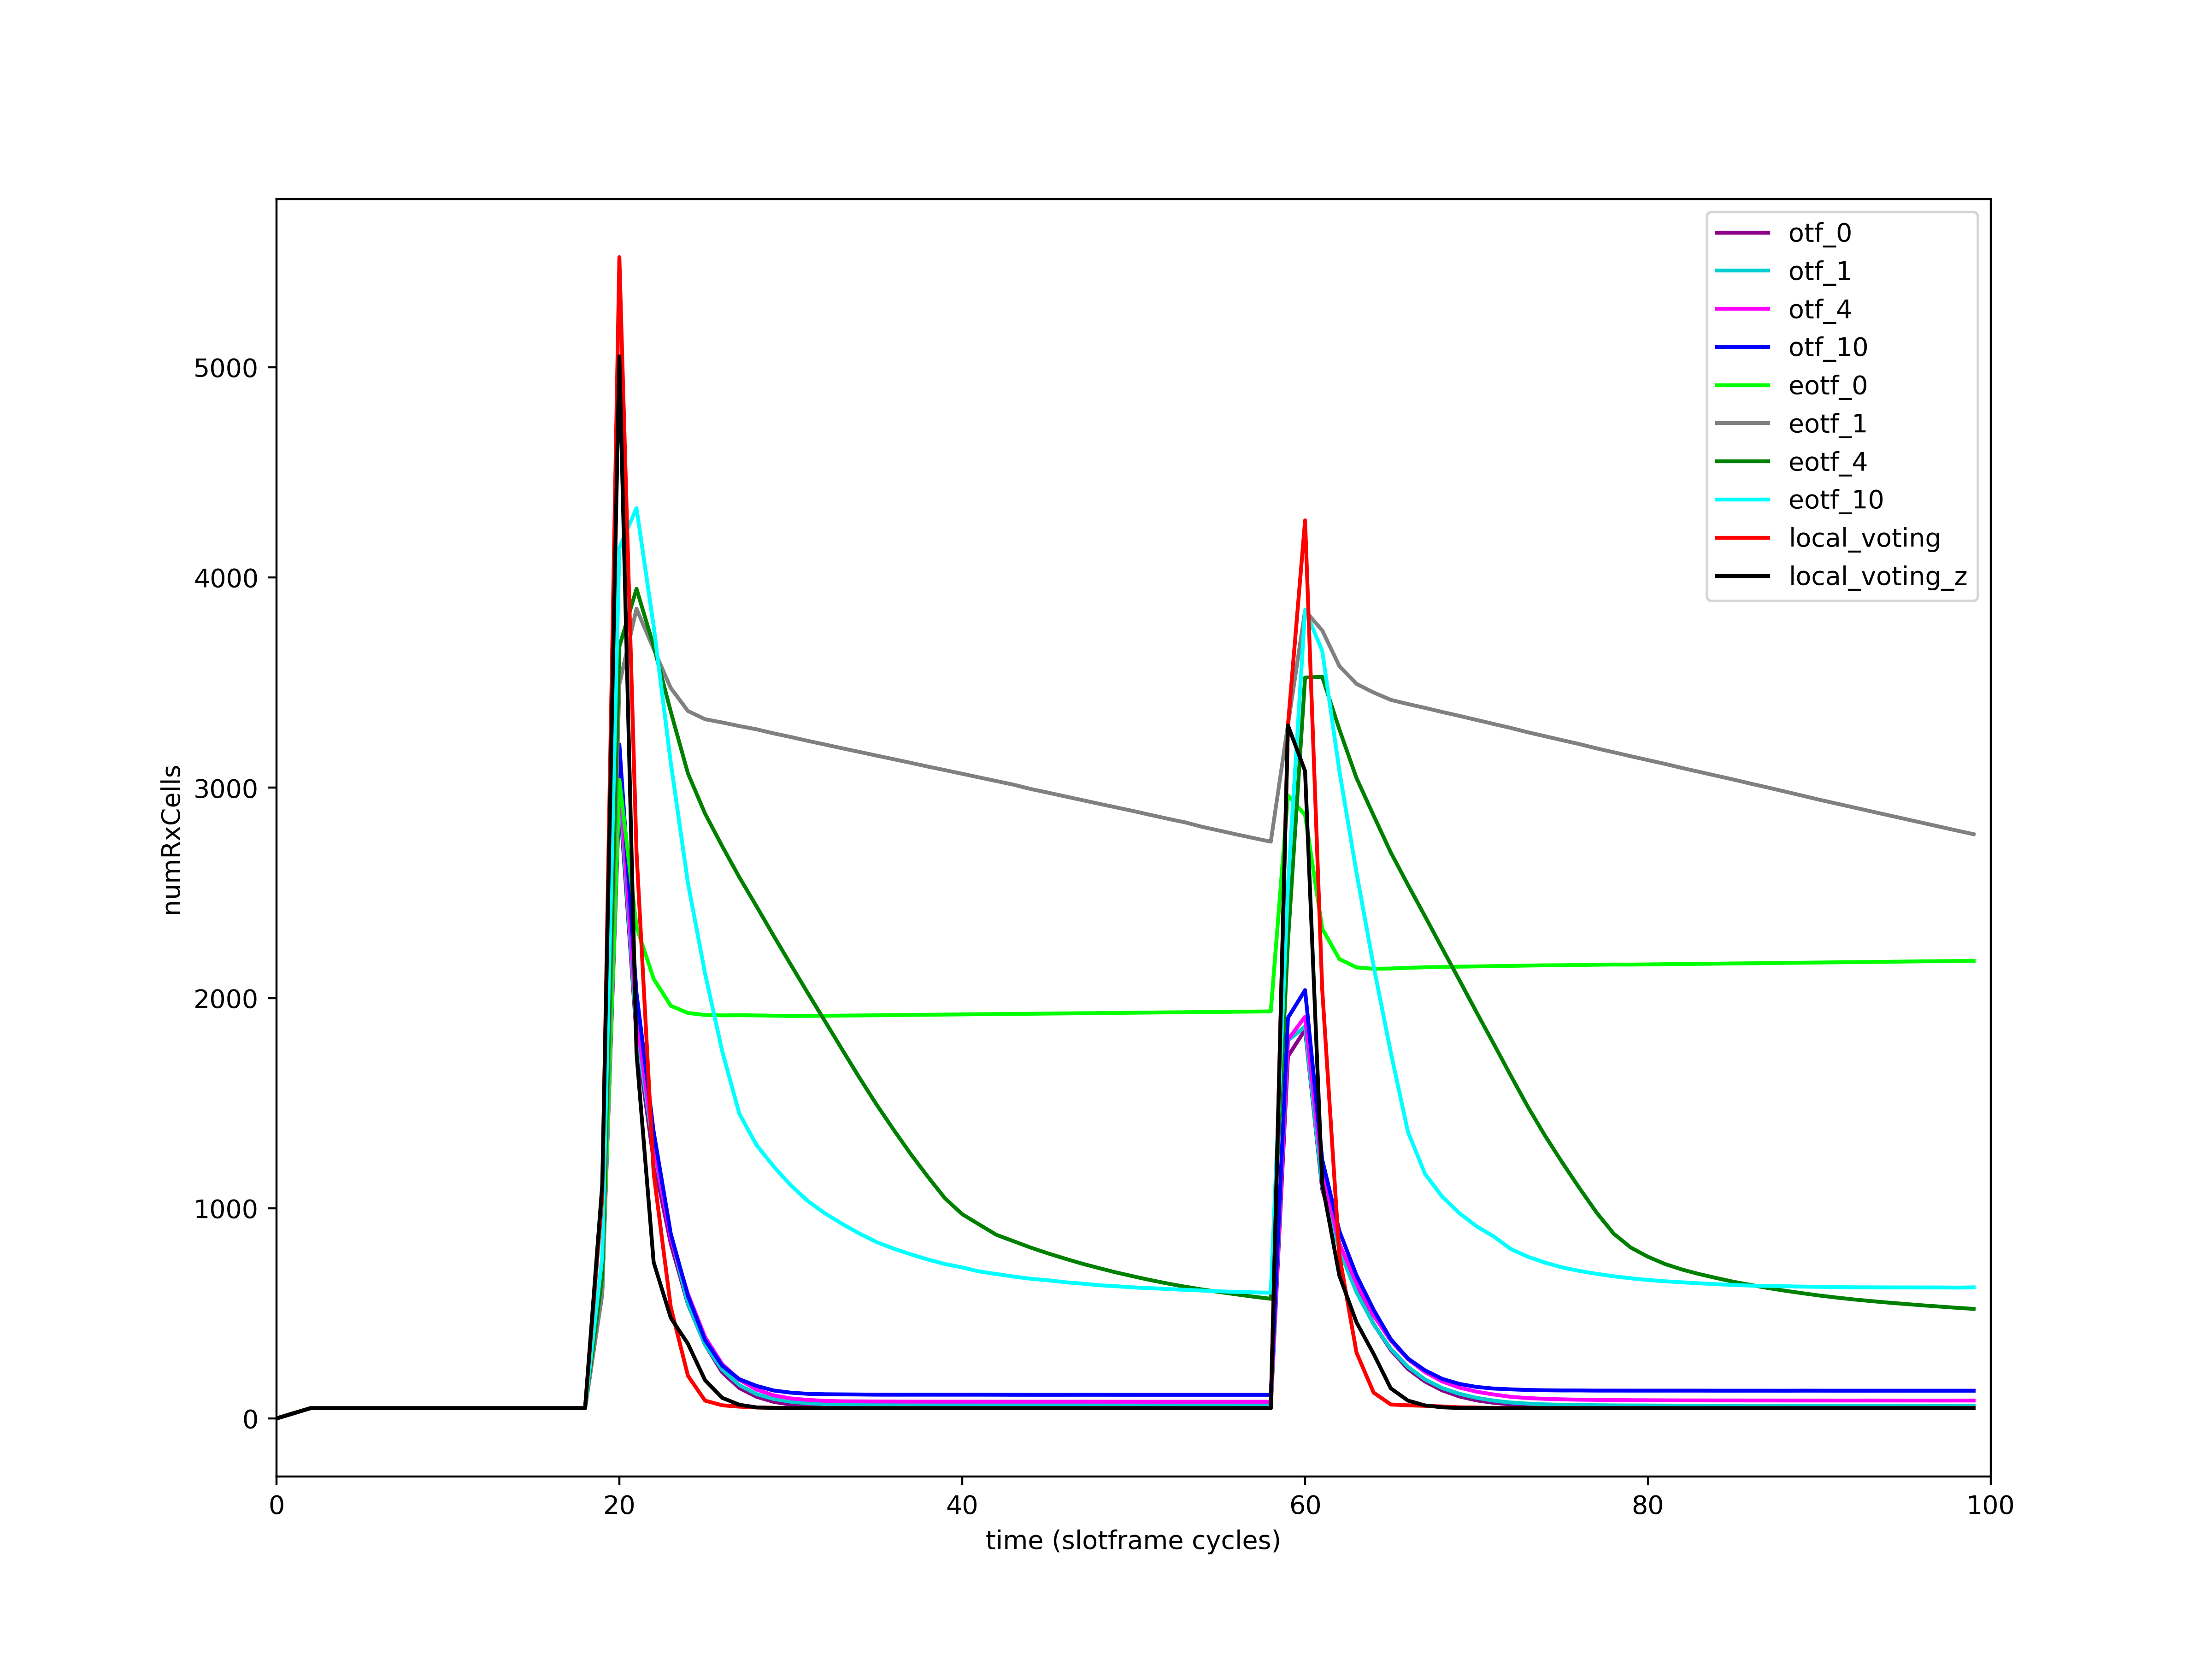 otf_0
otf_1
otf_4
otf_10
eotf_0
eotf_1
eotf_4
eotf_10
local_voting
local_voting_z
5000
4000
3000
2000
1000
0
numRxCells
0 20 40 60 80 100
time (slotframe cycles)